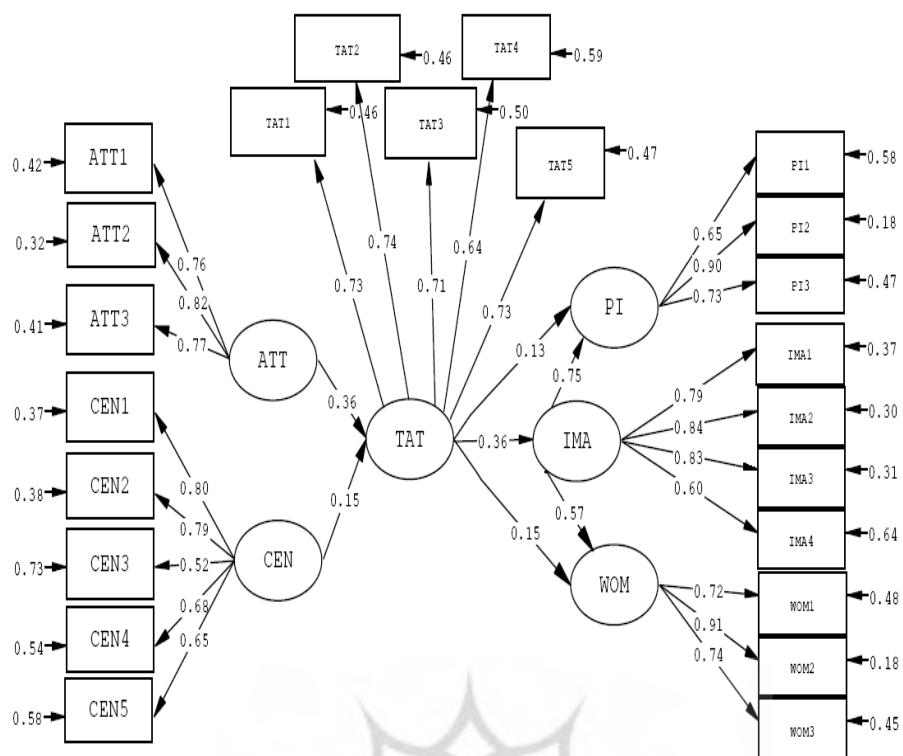 TAT2
0.46
TAT4
0.59
TAT1
0.46
TAT3
0.50
TAT5
0.47
0.42
ATT1
0.32
ATT2
0.41
ATT3
0.76
0.82
0.77
ATT
0.36
0.37
CEN1
0.38
CEN2
0.73
CEN3
0.54
CEN4
0.58
CEN5
0.80
0.79
0.52
0.68
0.65
CEN
0.15
TAT
0.73
0.74
0.71
0.64
0.73
0.13
0.36
0.15
PI
0.75
IMA
0.57
WOM
0.65
0.90
0.73
PI1
0.58
PI2
0.18
PI3
0.47
0.79
0.84
0.83
0.60
IMA1
0.37
IMA2
0.30
IMA3
0.31
IMA4
0.64
0.72
0.91
0.74
WOM1
0.48
WOM2
0.18
WOM3
0.45